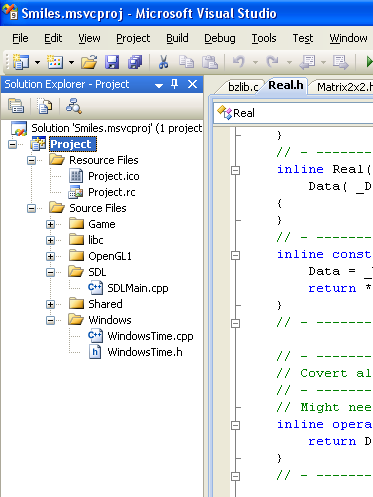 Smiles.msvcproj - Microsoft Visual Studio
File Edit View Project Build Debug Tools Test Window
Solution Explorer - Project
bzlib.c Real.h Matrix2x2.h
Real
Solution 'Smiles.msvcproj' (1 project
Project
Resource Files
Project.ico
Project.rc
Source Files
Game
libc
OpenGL1
SDL
SDLMain.cpp
Shared
Windows
WindowsTime.cpp
WindowsTime.h
}
// - -------
inline Real(
Data( _D
{
}
// - -------
inline const
Data = _
return *
}
// - -------
// - -------
// Covert al
// - -------
// Might nee
inline opera
return D
}
// - -------